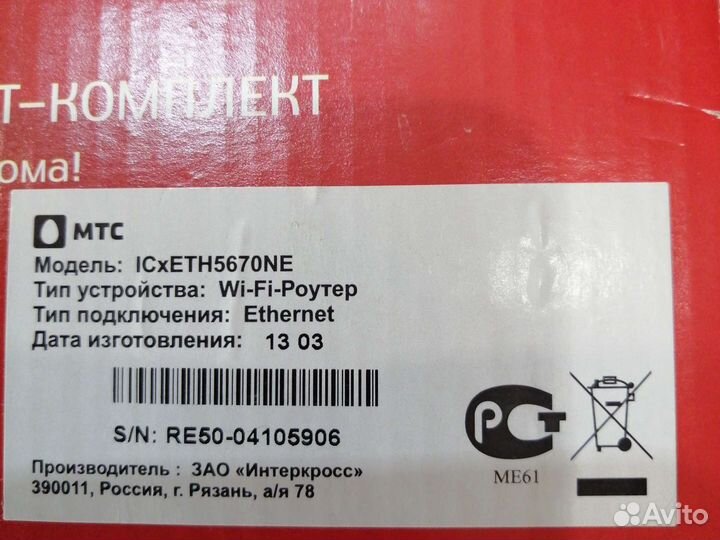 Т-КОМПЛЕКТ
ома!
МТС
Модель: ICxETH5670NE
Тип устройства: Wi-Fi-Роутер
Тип подключения: Ethernet
Дата изготовления: 13 03
S/N: RE50-04105906
Производитель : ЗАО «Интеркросс»
390011, Россия, г. Рязань, а/я 78
РСТ
МЕ61
Avito